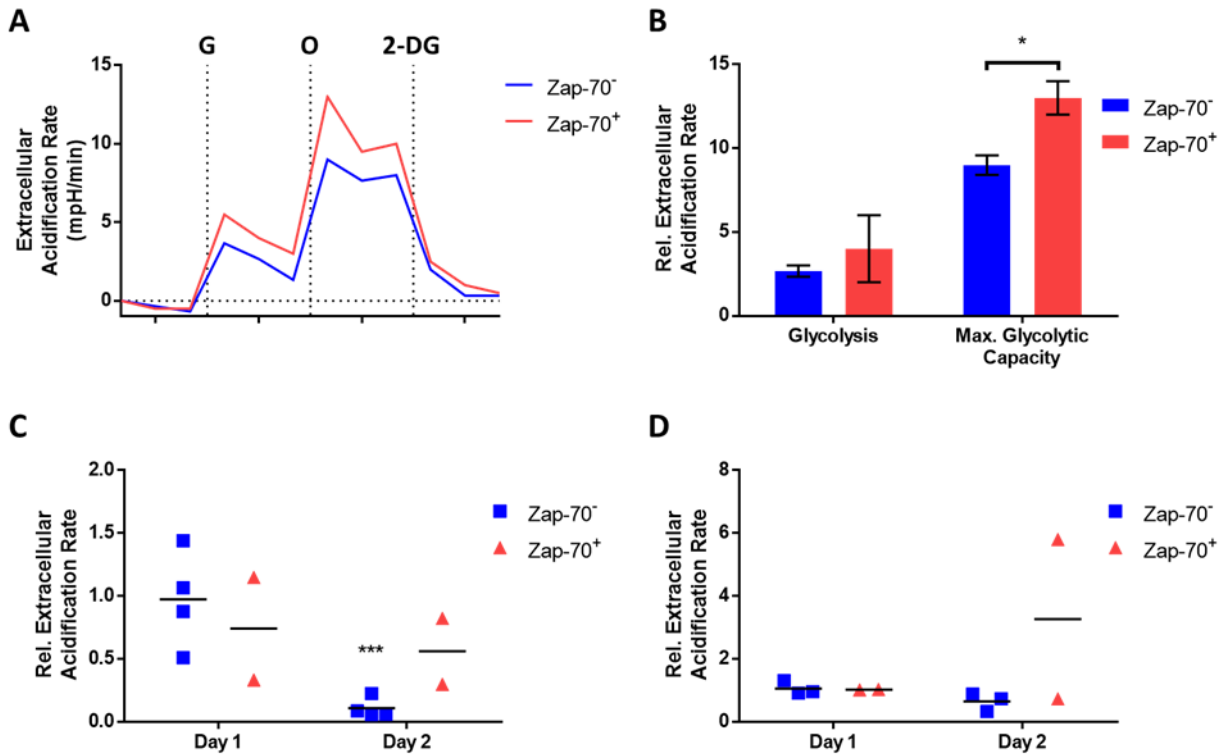 A
G O 2-DG
Extracellular
Acidification Rate
(mpH/min)
15
10
5
0
Zap-70⁻
Zap-70⁺
B
*
Rel. Extracellular
Acidification Rate
15
10
5
0
Glycolysis
Max. Glycolytic
Capacity
Zap-70⁻
Zap-70⁺
C
Rel. Extracellular
Acidification Rate
2.0
1.5
1.0
0.5
0.0
***
Day 1 Day 2
Zap-70⁻
Zap-70⁺
D
Rel. Extracellular
Acidification Rate
8
6
4
2
0
Day 1 Day 2
Zap-70⁻
Zap-70⁺